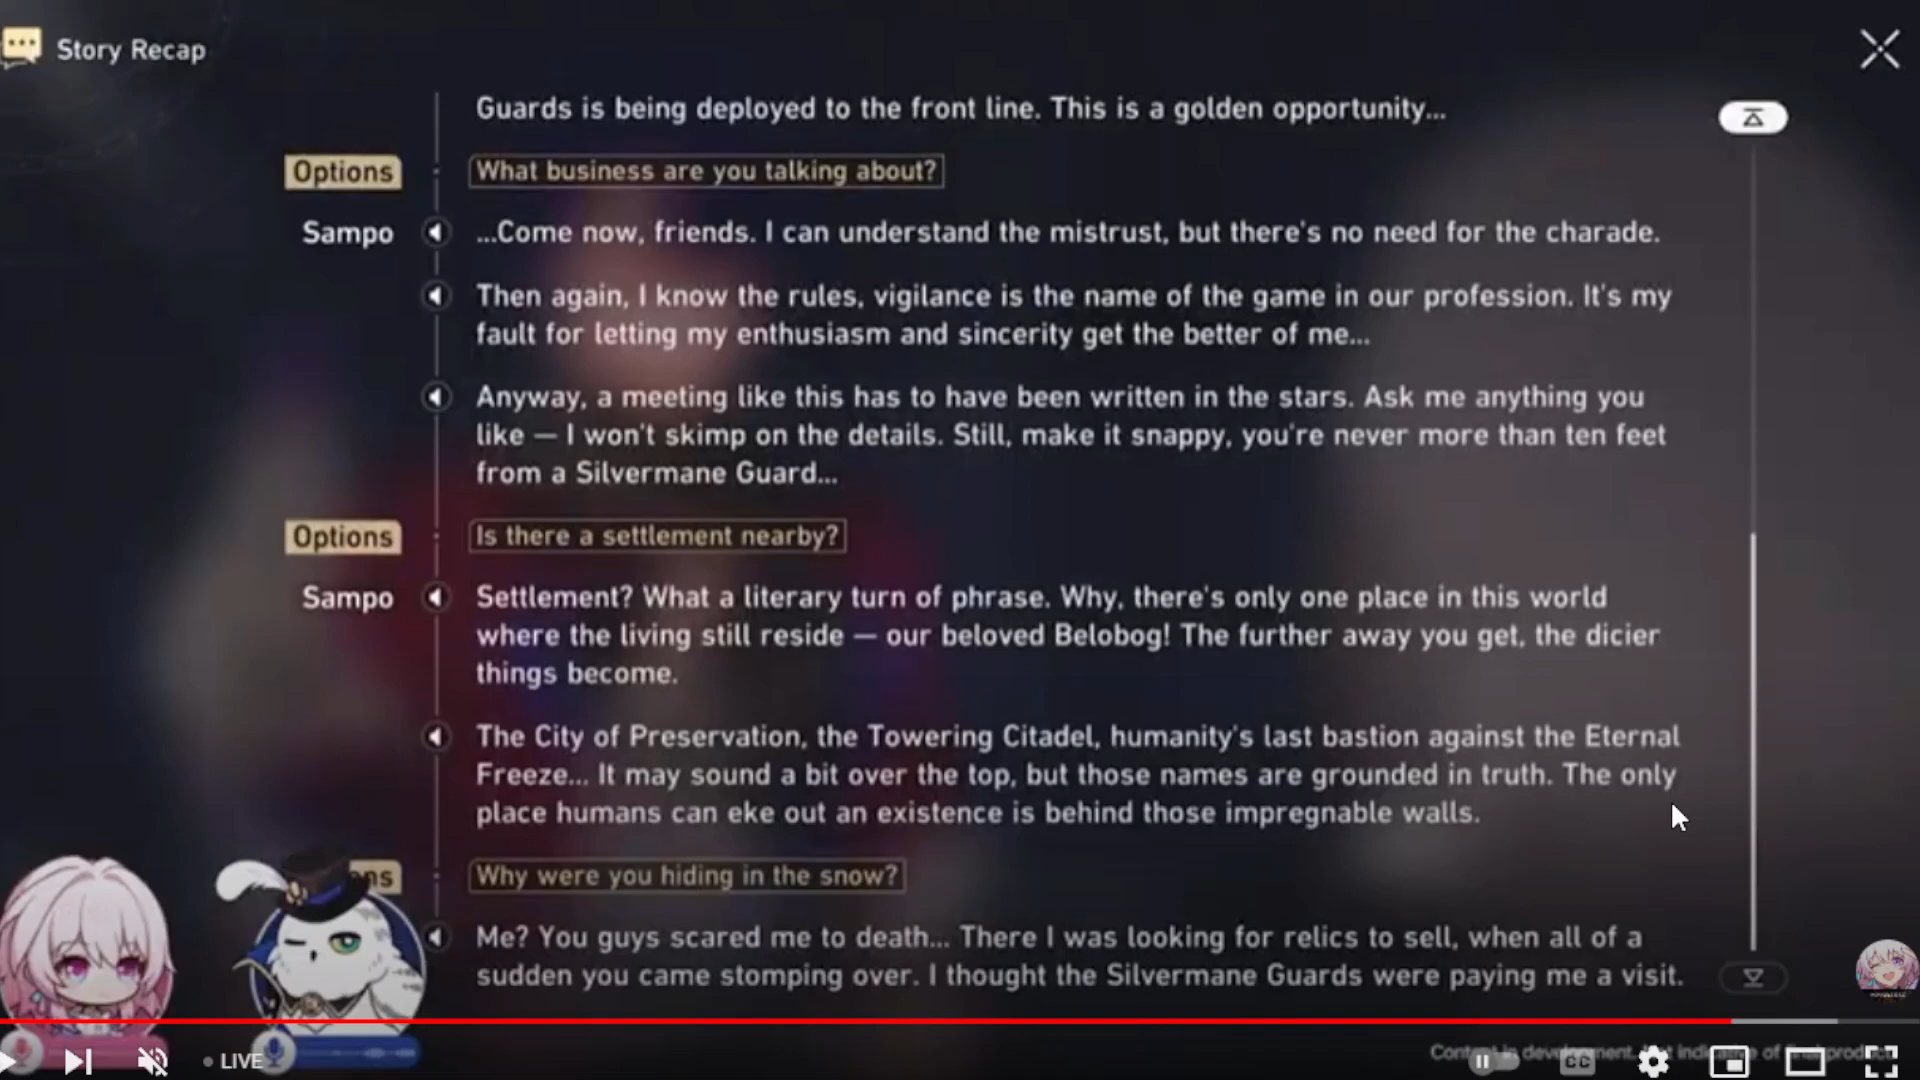 Story Recap
Guards is being deployed to the front line. This is a golden opportunity...
Options
What business are you talking about?
Sampo
...Come now, friends. I can understand the mistrust, but there's no need for the charade.
Then again, I know the rules, vigilance is the name of the game in our profession. It's my
fault for letting my enthusiasm and sincerity get the better of me...
Anyway, a meeting like this has to have been written in the stars. Ask me anything you
like — I won't skimp on the details. Still, make it snappy, you're never more than ten feet
from a Silvermane Guard...
Options
Is there a settlement nearby?
Sampo
Settlement? What a literary turn of phrase. Why, there's only one place in this world
where the living still reside — our beloved Belobog! The further away you get, the dicier
things become.
The City of Preservation, the Towering Citadel, humanity's last bastion against the Eternal
Freeze... It may sound a bit over the top, but those names are grounded in truth. The only
place humans can eke out an existence is behind those impregnable walls.
ns
Why were you hiding in the snow?
Me? You guys scared me to death... There I was looking for relics to sell, when all of a
sudden you came stomping over. I thought the Silvermane Guards were paying me a visit.
LIVE
CC